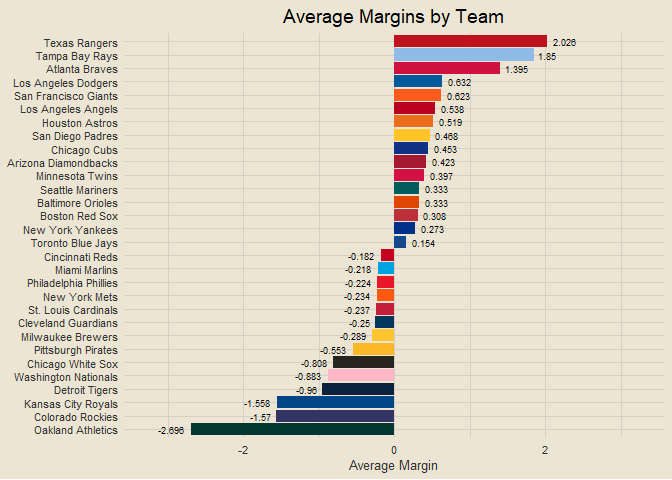 Average Margins by Team
Texas Rangers 2.026
Tampa Bay Rays 1.85
Atlanta Braves 1.395
Los Angeles Dodgers 0.632
San Francisco Giants 0.623
Los Angeles Angels 0.538
Houston Astros 0.519
San Diego Padres 0.468
Chicago Cubs 0.453
Arizona Diamondbacks 0.423
Minnesota Twins 0.397
Seattle Mariners 0.333
Baltimore Orioles 0.333
Boston Red Sox 0.308
New York Yankees 0.273
Toronto Blue Jays 0.154
Cincinnati Reds -0.182
Miami Marlins -0.218
Philadelphia Phillies -0.224
New York Mets -0.234
St. Louis Cardinals -0.237
Cleveland Guardians -0.25
Milwaukee Brewers -0.289
Pittsburgh Pirates -0.553
Chicago White Sox -0.808
Washington Nationals -0.883
Detroit Tigers -0.96
Kansas City Royals -1.558
Colorado Rockies -1.57
Oakland Athletics -2.696
-2 0 2
Average Margin